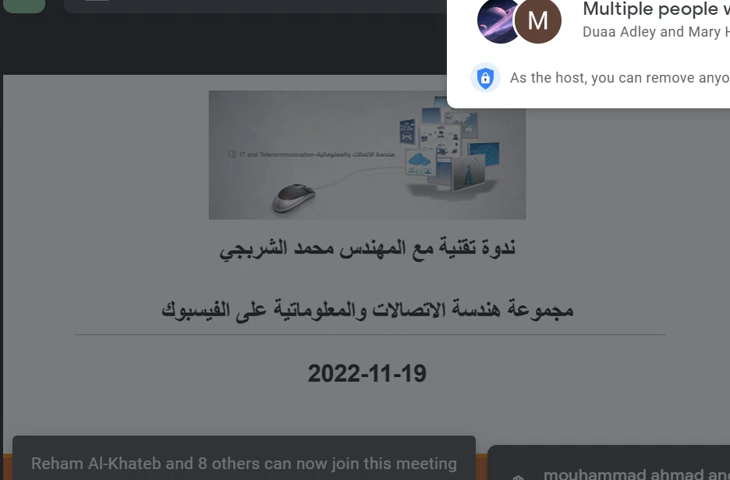 Multiple people
Duaa Adley and Mary
As the host, you can remove
M
IT and Telecommunication
ندوة تقنية مع المهندس محمد الشربجي
مجموعة هندسة الاتصالات والمعلوماتية على الفيسبوك
2022-11-19
Reham Al-Khateb and 8 others can now join this meeting
mouhammad ahmad